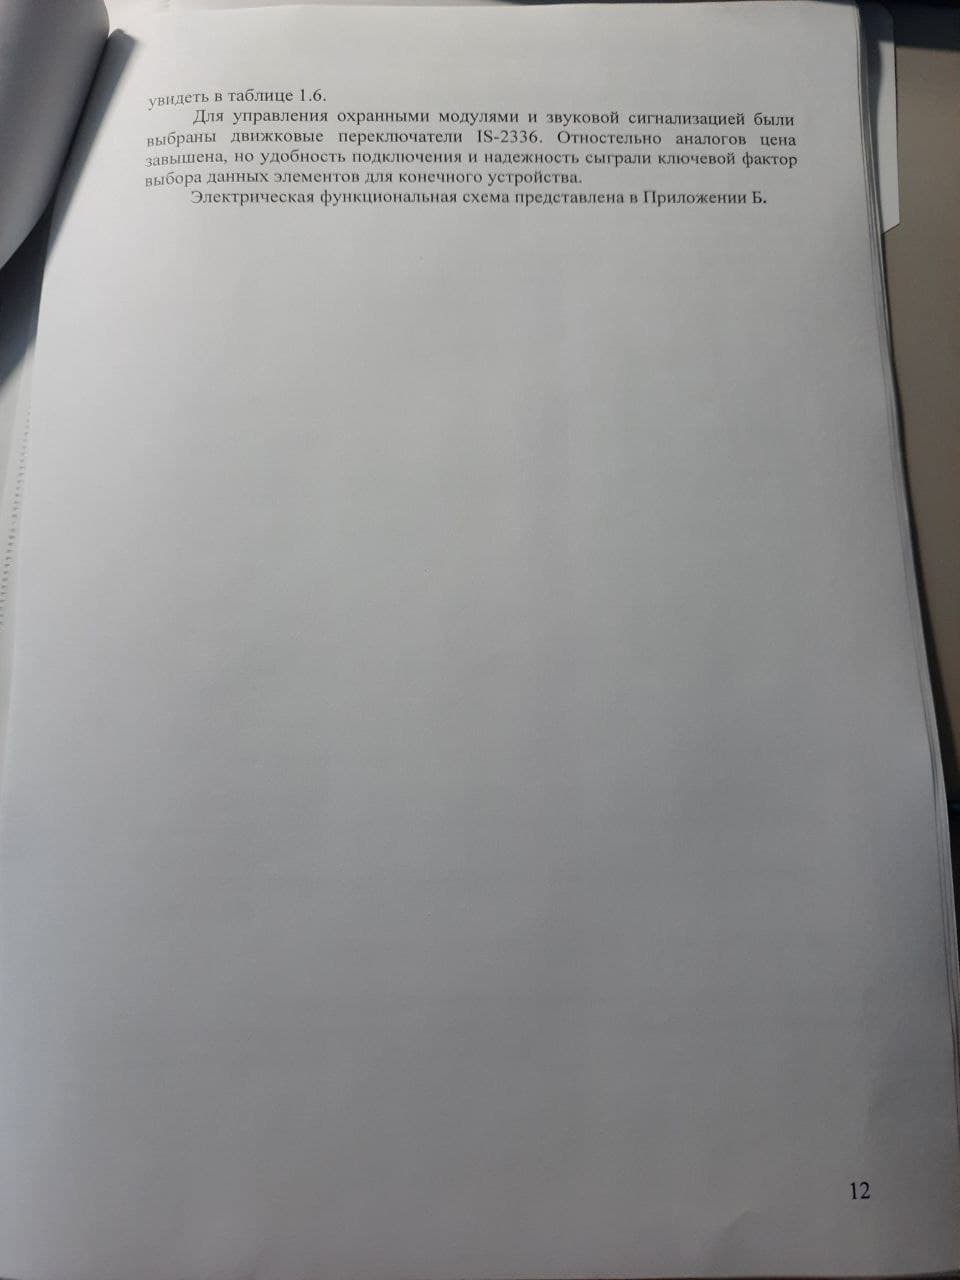 увидеть в таблице 1.6.
Для управления охранными модулями и звуковой сигнализацией были
выбраны движковые переключатели IS-2336. Отностельно аналогов цена
завышена, но удобность подключения и надежность сыграли ключевой фактор
выбора данных элементов для конечного устройства.
Электрическая функциональная схема представлена в Приложении Б.
12